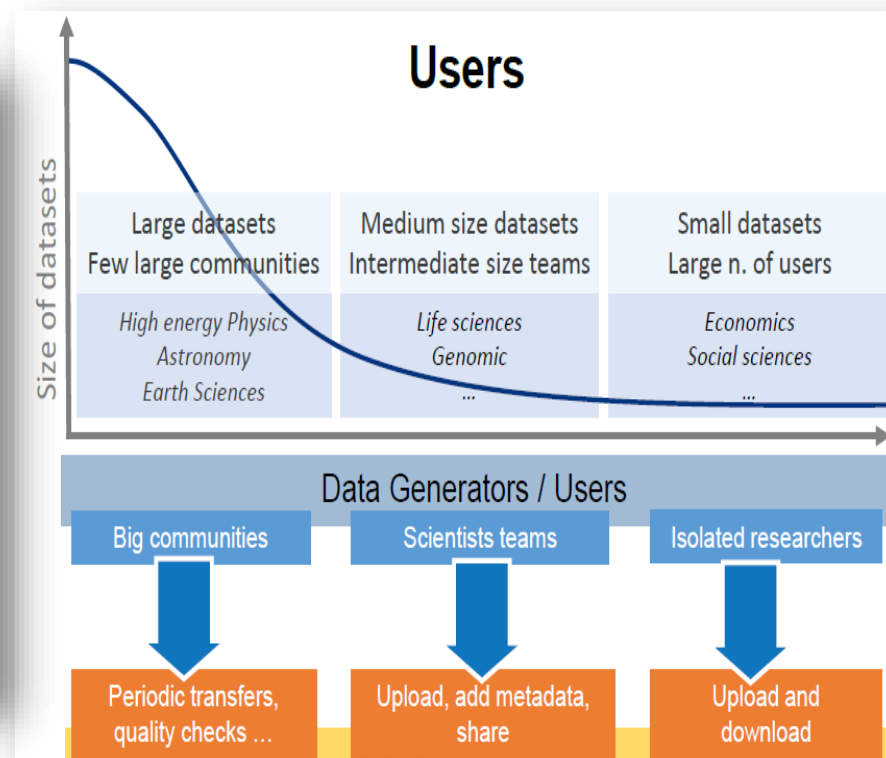 Users
Size of datasets
Large datasets
Few large communities
High energy Physics
Astronomy
Earth Sciences
Medium size datasets
Intermediate size teams
Life sciences
Genomic
...
Small datasets
Large n. of users
Economics
Social sciences
...
Data Generators / Users
Big communities
Scientists teams
Isolated researchers
Periodic transfers,
quality checks ...
Upload, add metadata,
share
Upload and
download